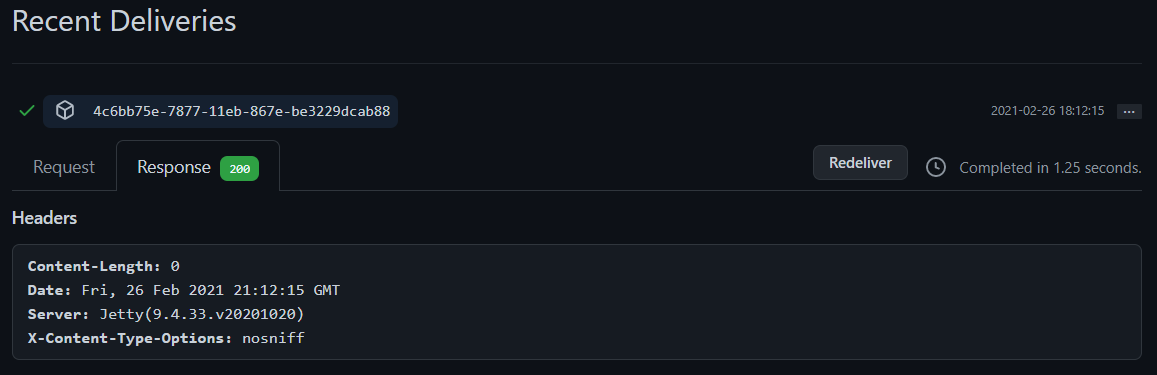 Recent Deliveries
4c6bb75e-7877-11eb-867e-be3229dcab88 2021-02-26 18:12:15 ...
Request Response 200 Redeliver Completed in 1.25 seconds.
Headers
Content-Length: 0
Date: Fri, 26 Feb 2021 21:12:15 GMT
Server: Jetty(9.4.33.v20201020)
X-Content-Type-Options: nosniff